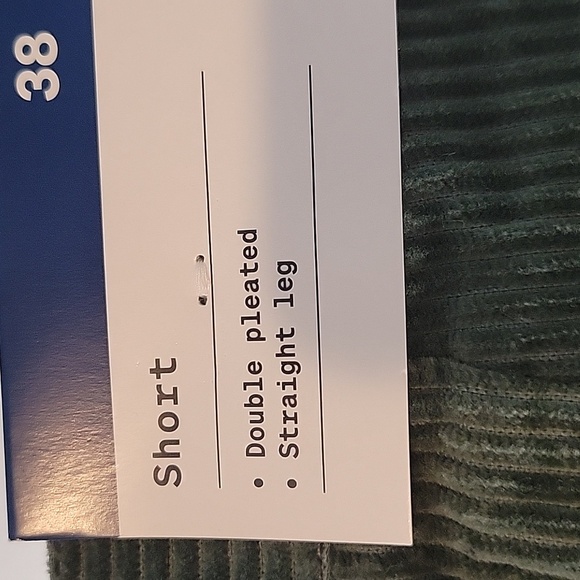 38
Short
• Double pleated
• Straight leg